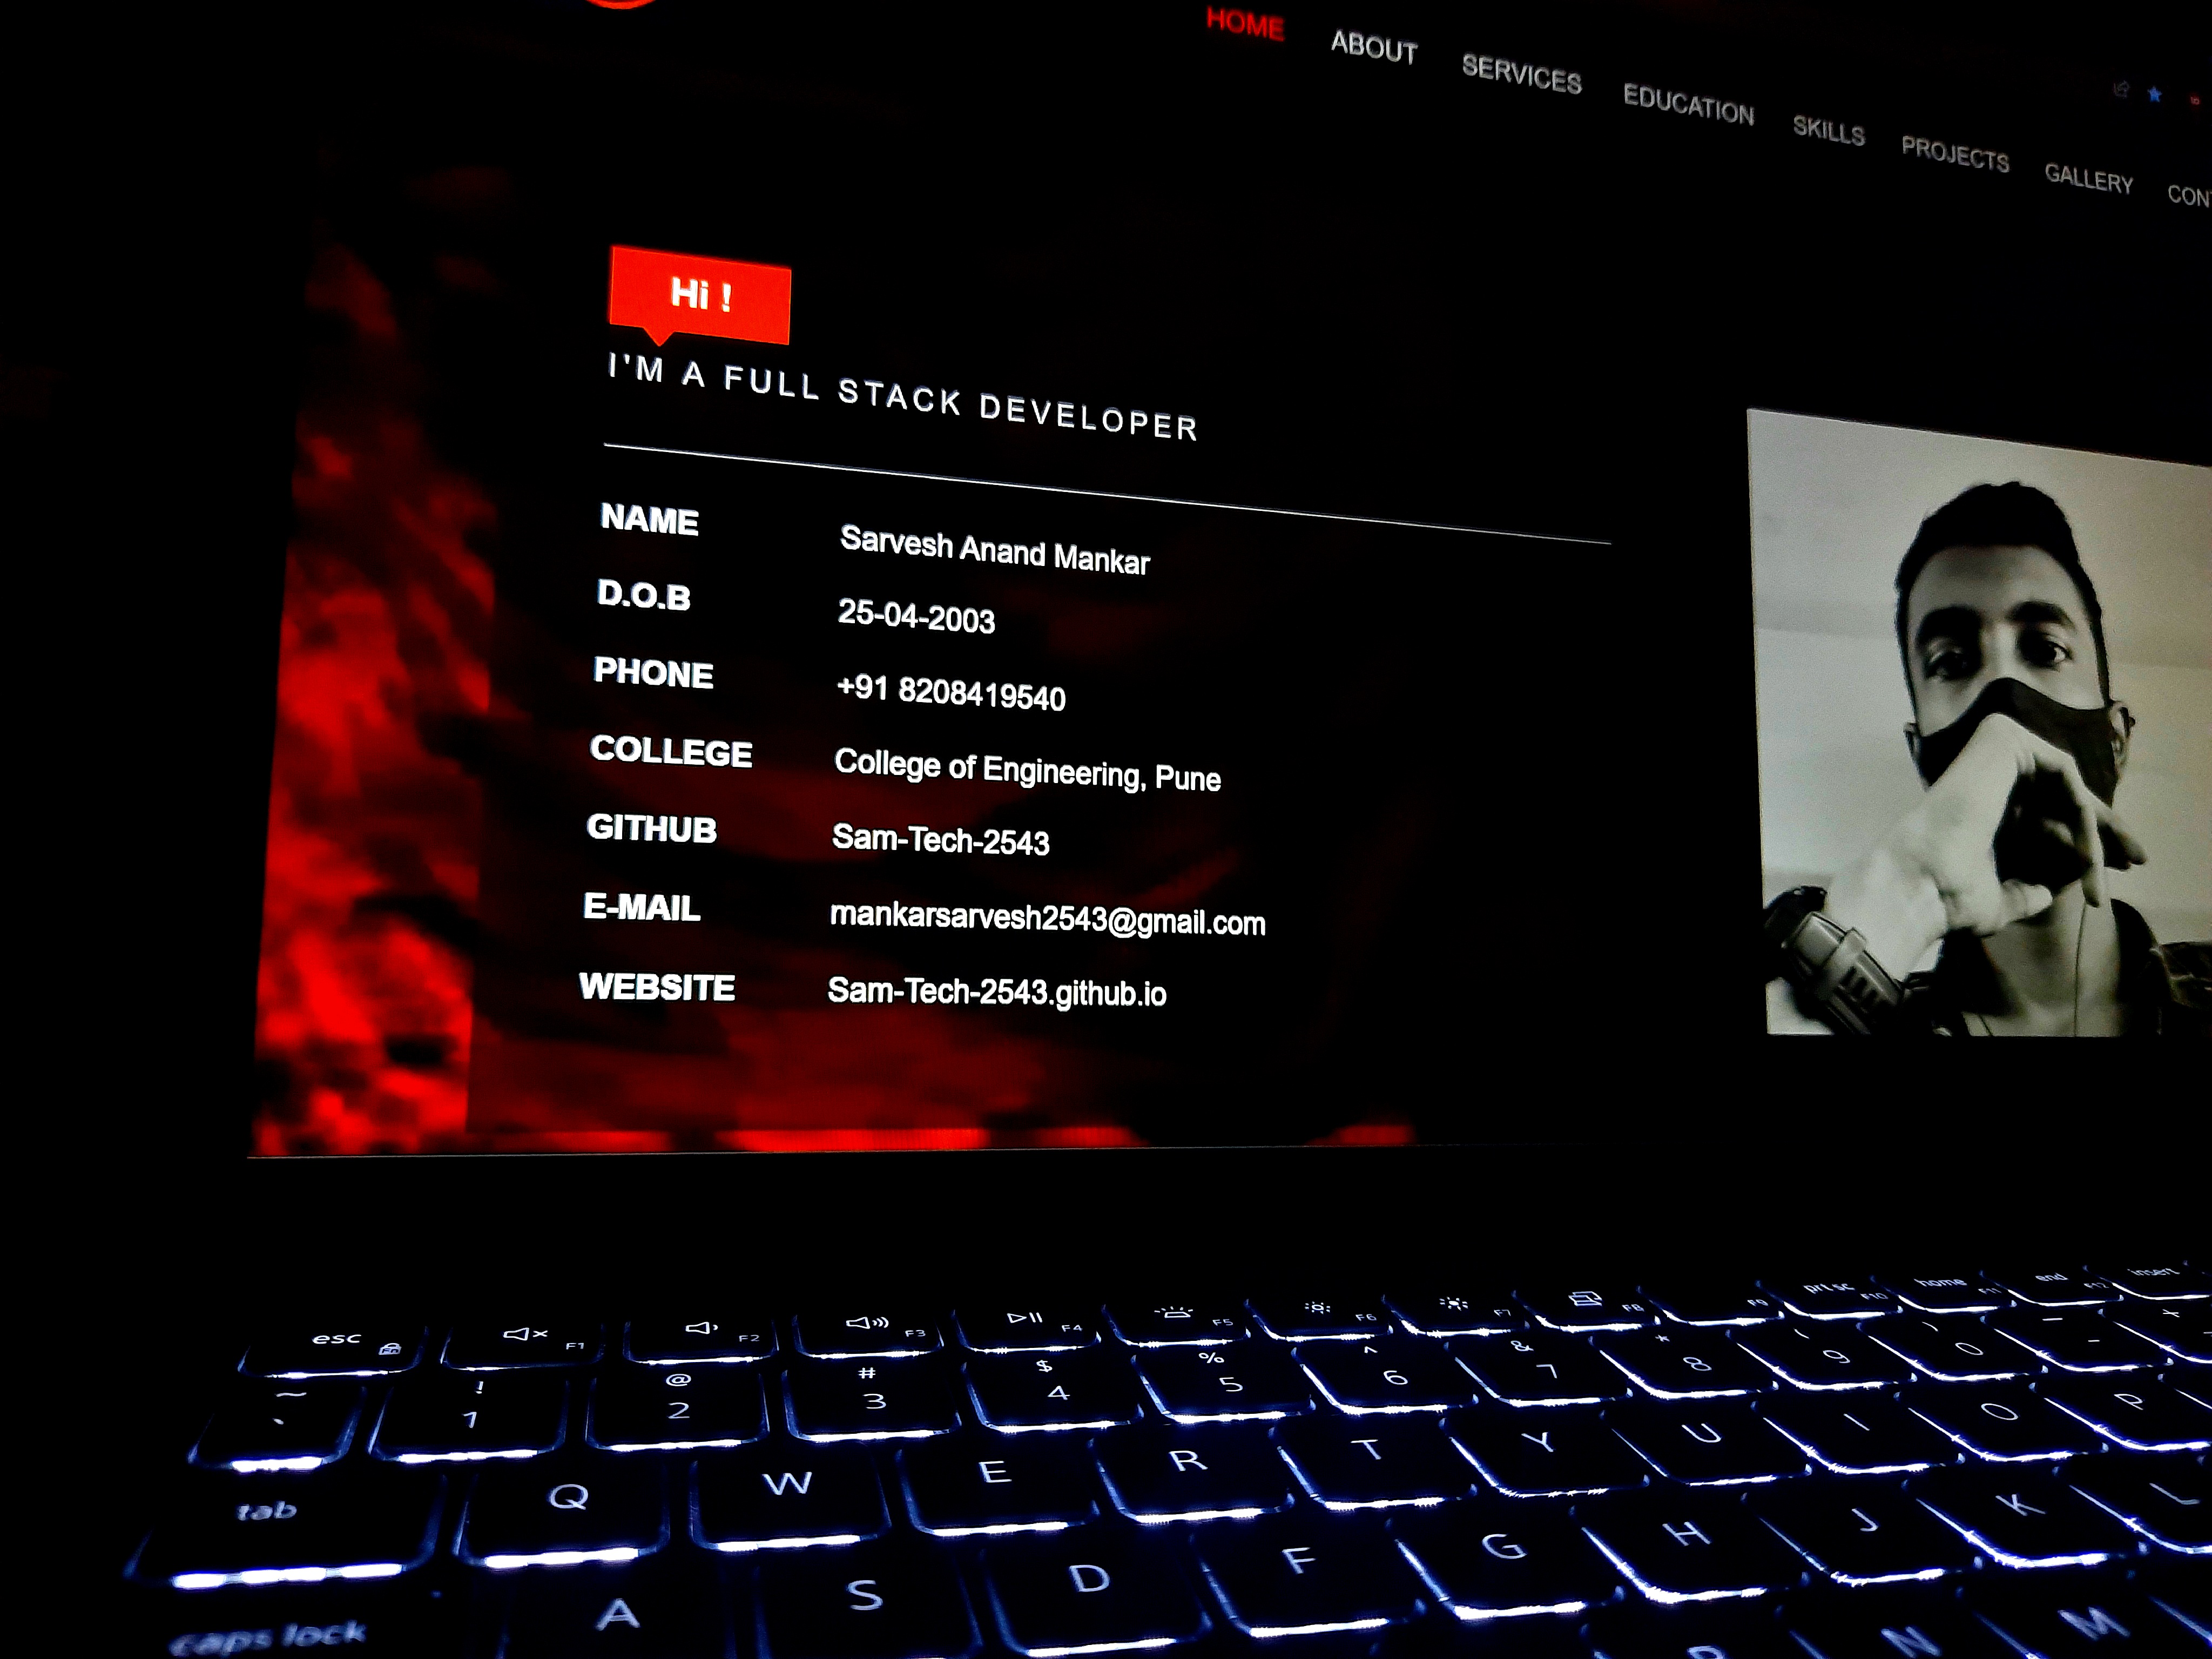 HOME ABOUT SERVICES EDUCATION SKILLS PROJECTS GALLERY
Hi !
I'M A FULL STACK DEVELOPER
NAME Sarvesh Anand Mankar
D.O.B 25-04-2003
PHONE +91 8208419540
COLLEGE College of Engineering, Pune
GITHUB Sam-Tech-2543
E-MAIL mankarsarvesh2543@gmail.com
WEBSITE Sam-Tech-2543.github.io
esc F1 F2 F3 F4 F5 F6 F7 F8 F9 prt sc F10 home F11 end F12 insert
~ ! @ # $ % ^ & * ( ) _
` 1 2 3 4 5 6 7 8 9 0 -
tab Q W E R T Y U I O P
caps lock A S D F G H J K L
N M